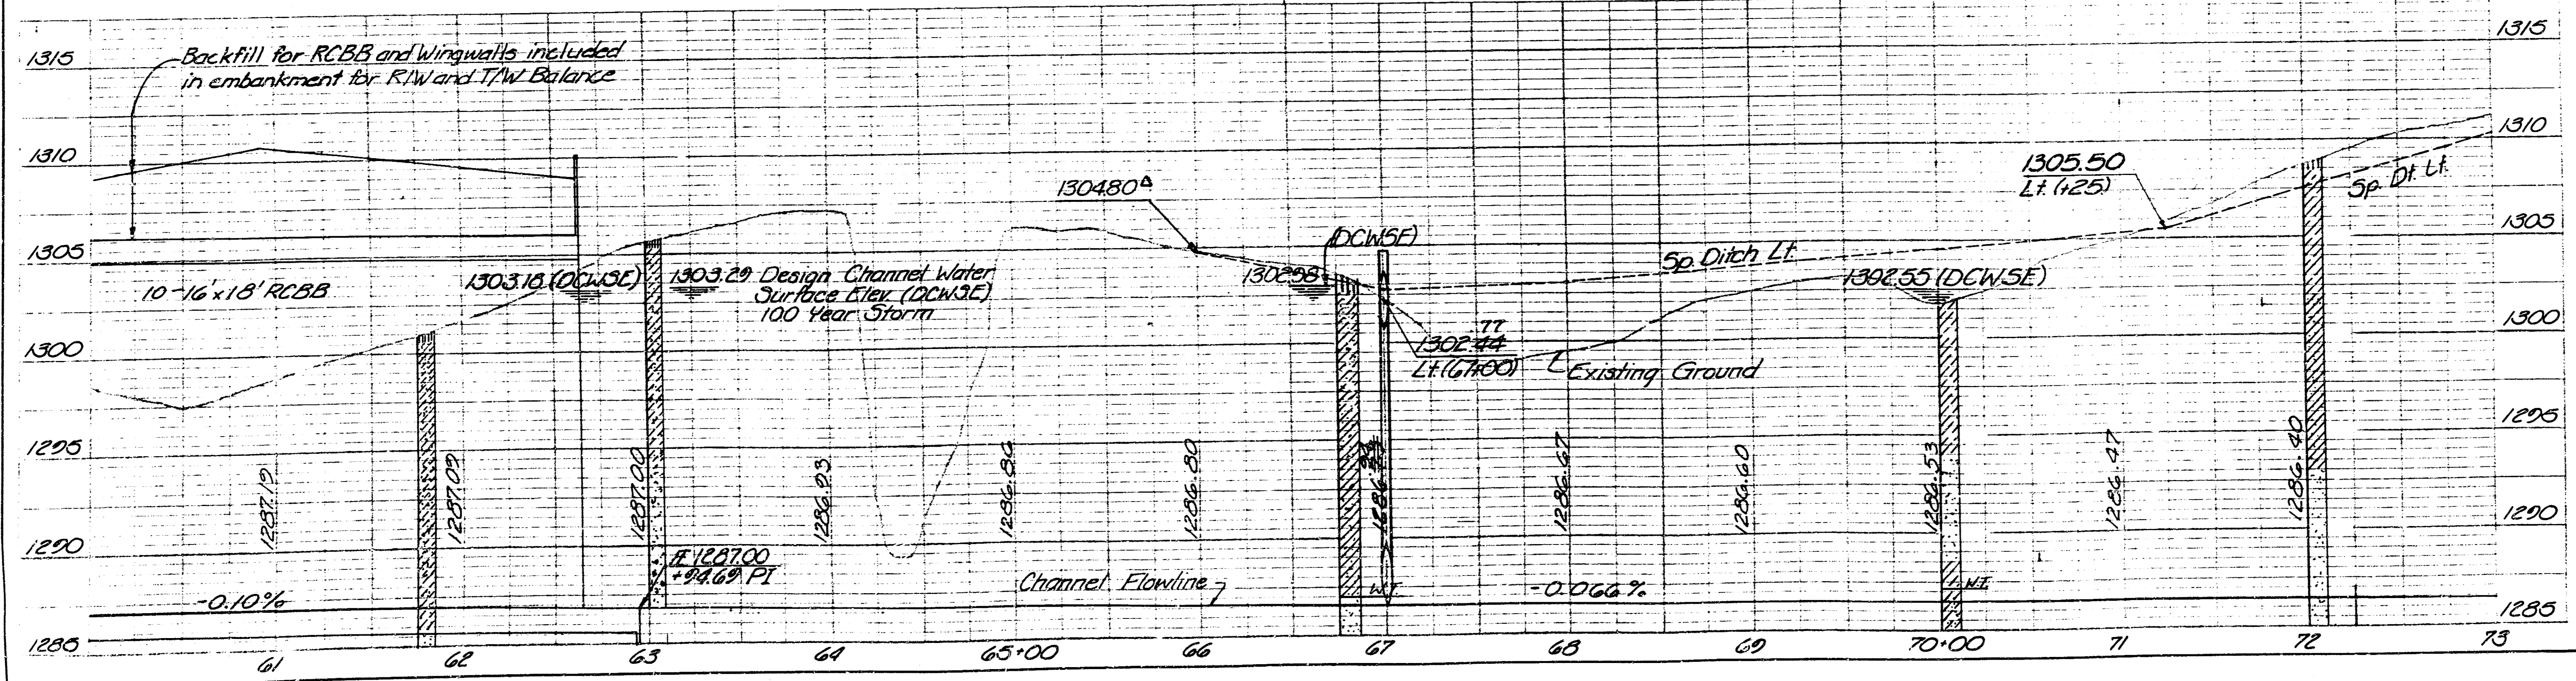 1315
1315
Backfill for RCBB and Wingwalls included
in embankment for R/W and T/W Balance
1310
1310
1304.80
1305.50
Lt. (+25)
Sp. Dt. Lt.
1305
1305
(DCWSE)
Sp. Ditch Lt.
10-16'x18' RCBB
1303.18 (DCWSE)
1303.29 Design Channel Water
Surface Elev. (DCWSE)
100 Year Storm
1302.98
1302.55 (DCWSE)
.77
1302.44
Lt. (67+00)
Existing Ground
1300
1300
1295
1295
1287.19
1287.09
1287.00
1286.93
1286.86
1286.80
1286.67
1286.60
1286.53
1286.47
1286.40
1290
1290
1287.00
+94.69 PI
Channel Flowline
W.T.
W.T.
-0.10%
-0.066%
1285
1285
61
62
63
64
65+00
66
67
68
69
70+00
71
72
73